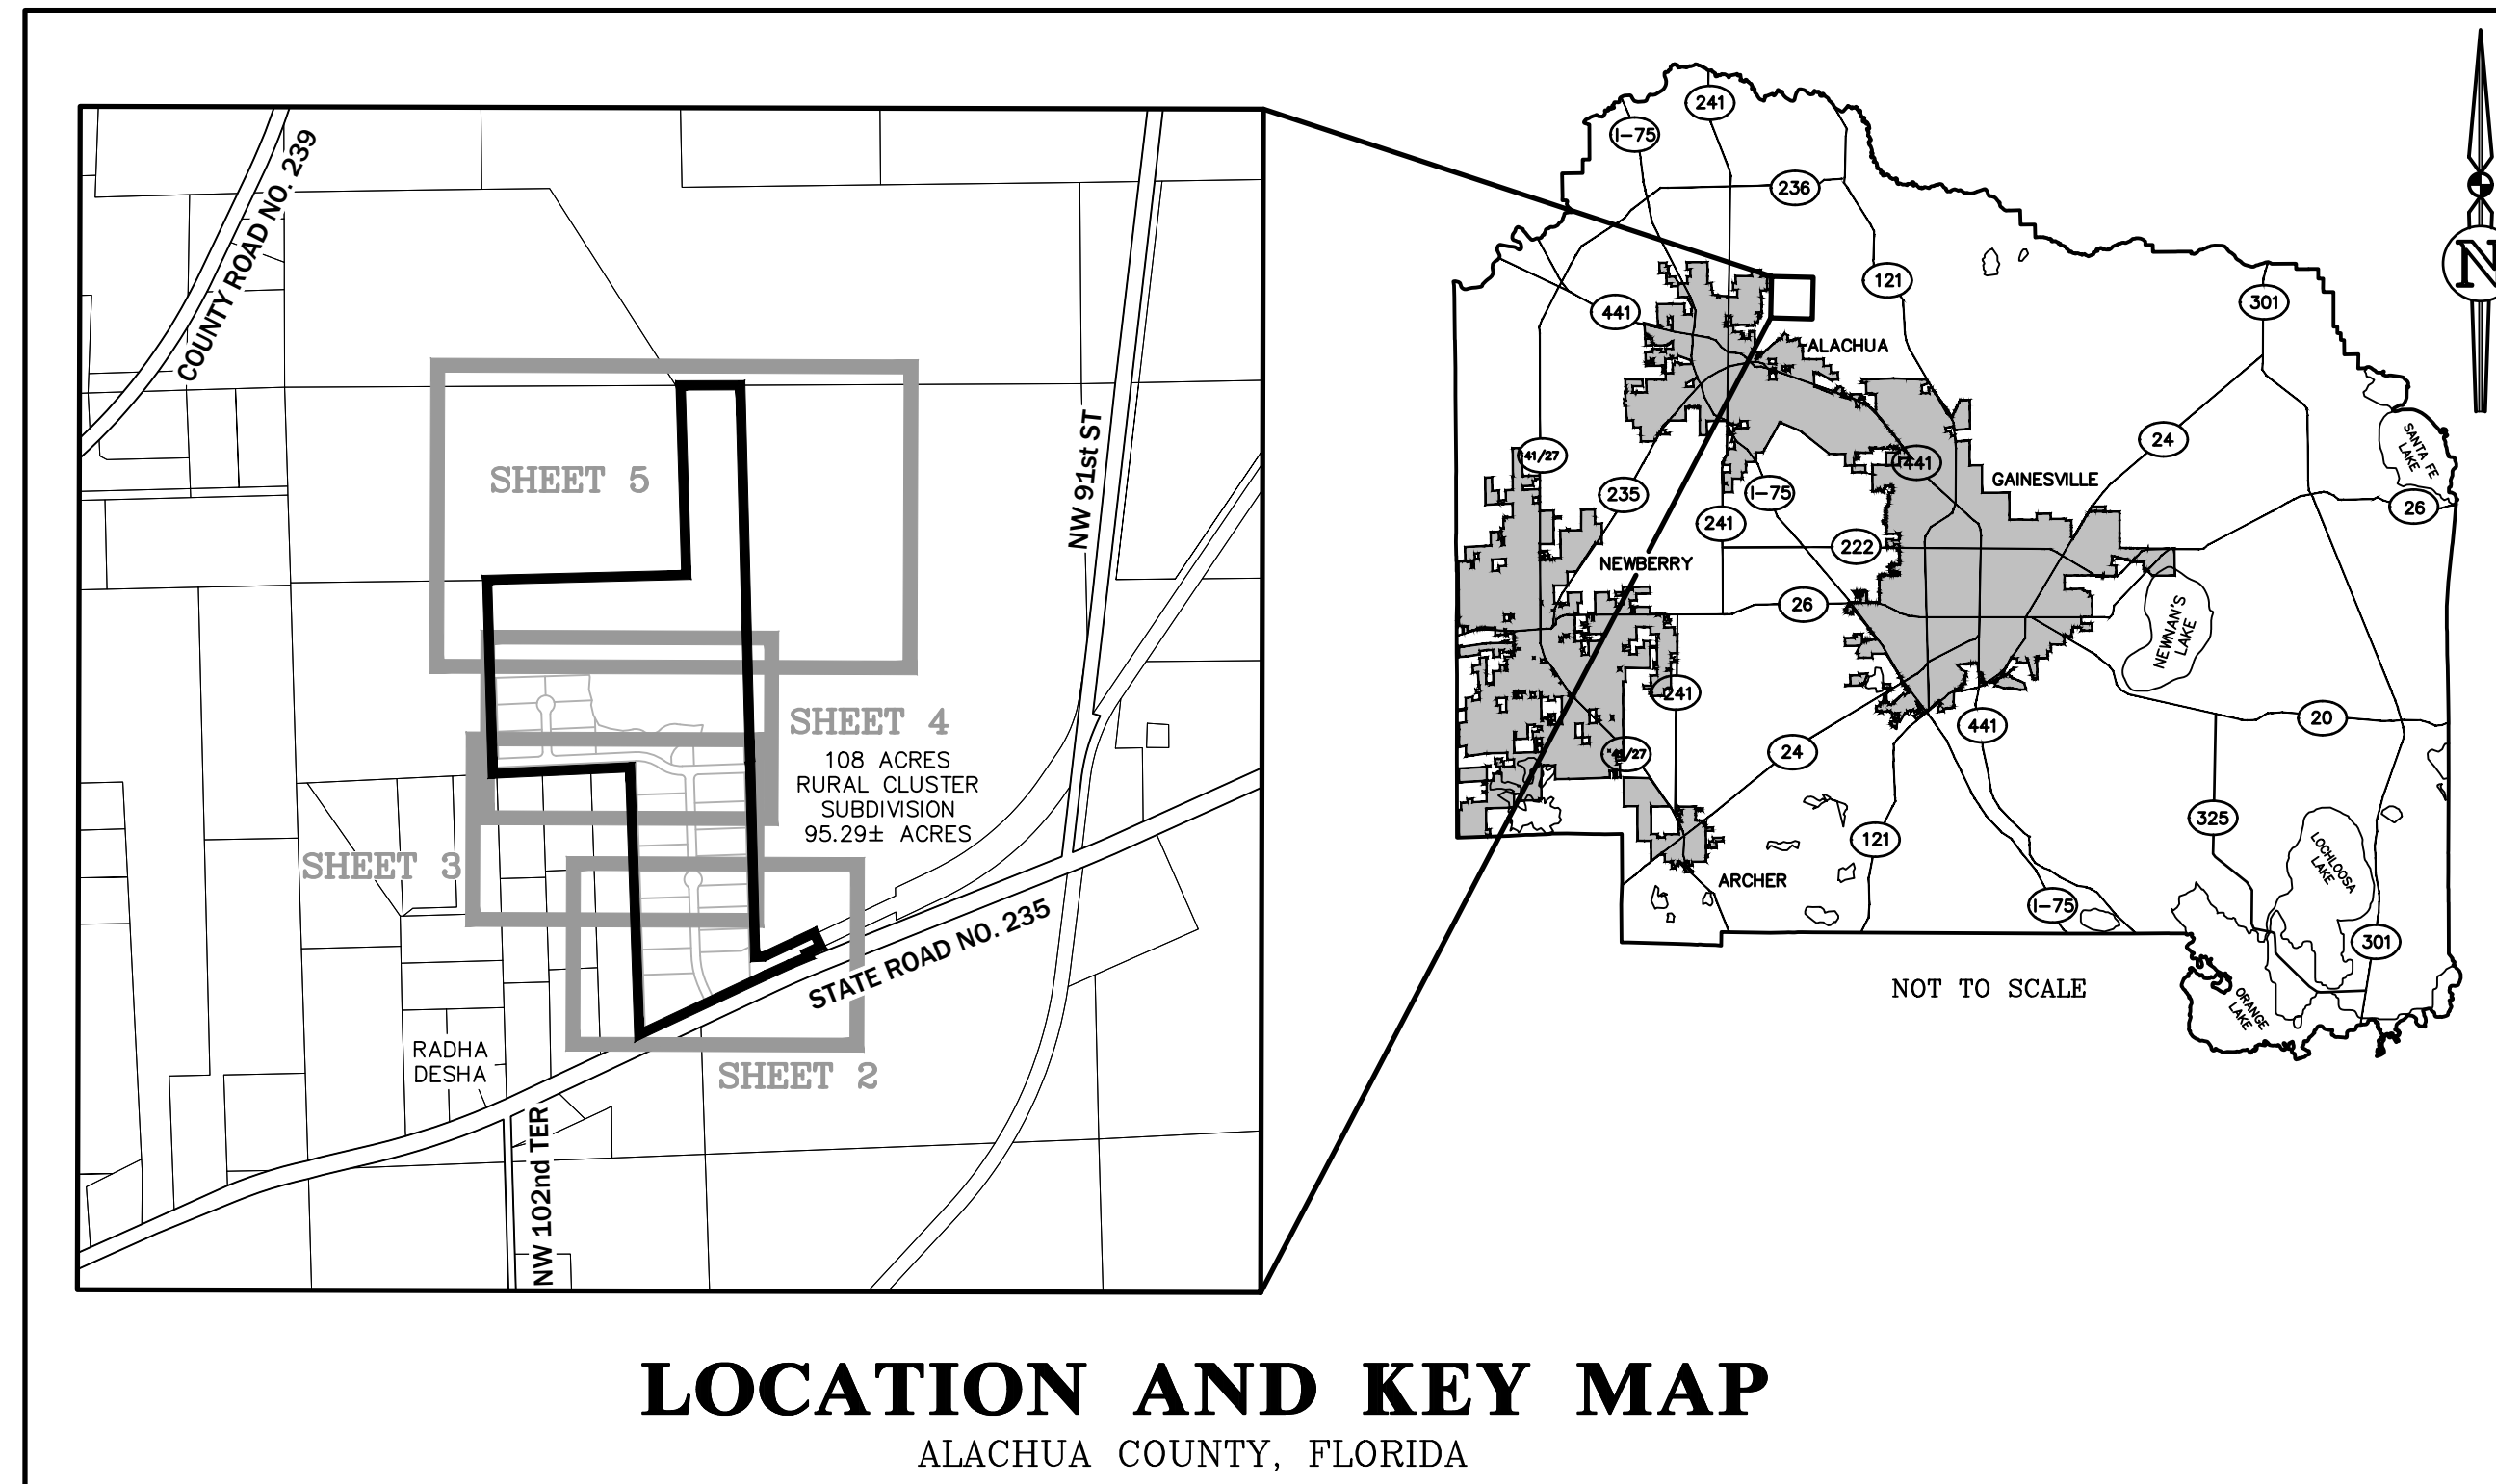 COUNTY ROAD NO. 239
SHEET 5
NW 91st ST
SHEET 4
108 ACRES
RURAL CLUSTER
SUBDIVISION
95.29± ACRES
SHEET 3
STATE ROAD NO. 235
RADHA
DESHA
SHEET 2
NW 102nd TER
241
I-75
236
121
441
301
ALACHUA
N
41/27
235
I-75
441
24
SANTA FE
LAKE
GAINESVILLE
26
241
222
NEWBERRY
26
NEWNAN'S
LAKE
241
441
20
41/27
24
325
121
LOCHLOOSA
LAKE
ARCHER
I-75
301
NOT TO SCALE
ORANGE
LAKE
LOCATION AND KEY MAP
ALACHUA COUNTY, FLORIDA